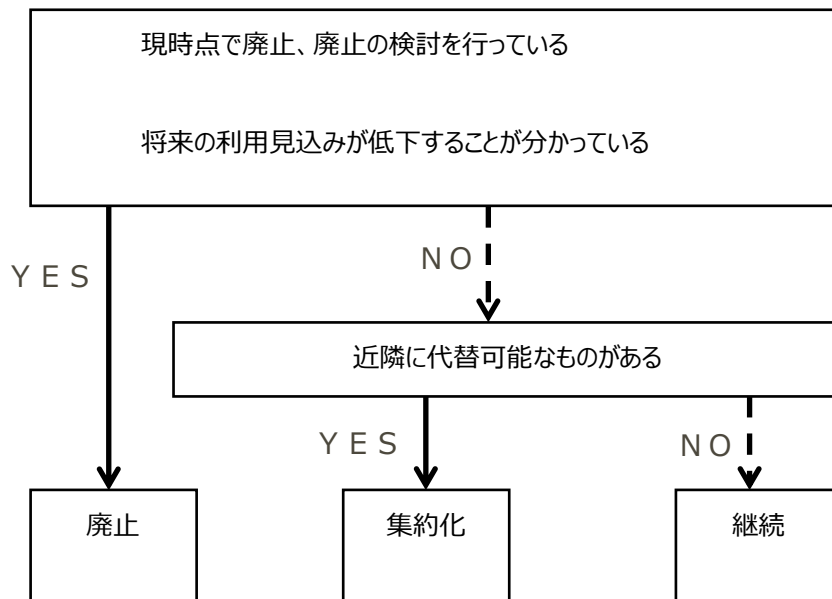 現時点で廃止、廃止の検討を行っている
将来の利用見込みが低下することが分かっている
ＹＥＳ
ＮＯ
近隣に代替可能なものがある
ＹＥＳ
ＮＯ
廃止
集約化
継続